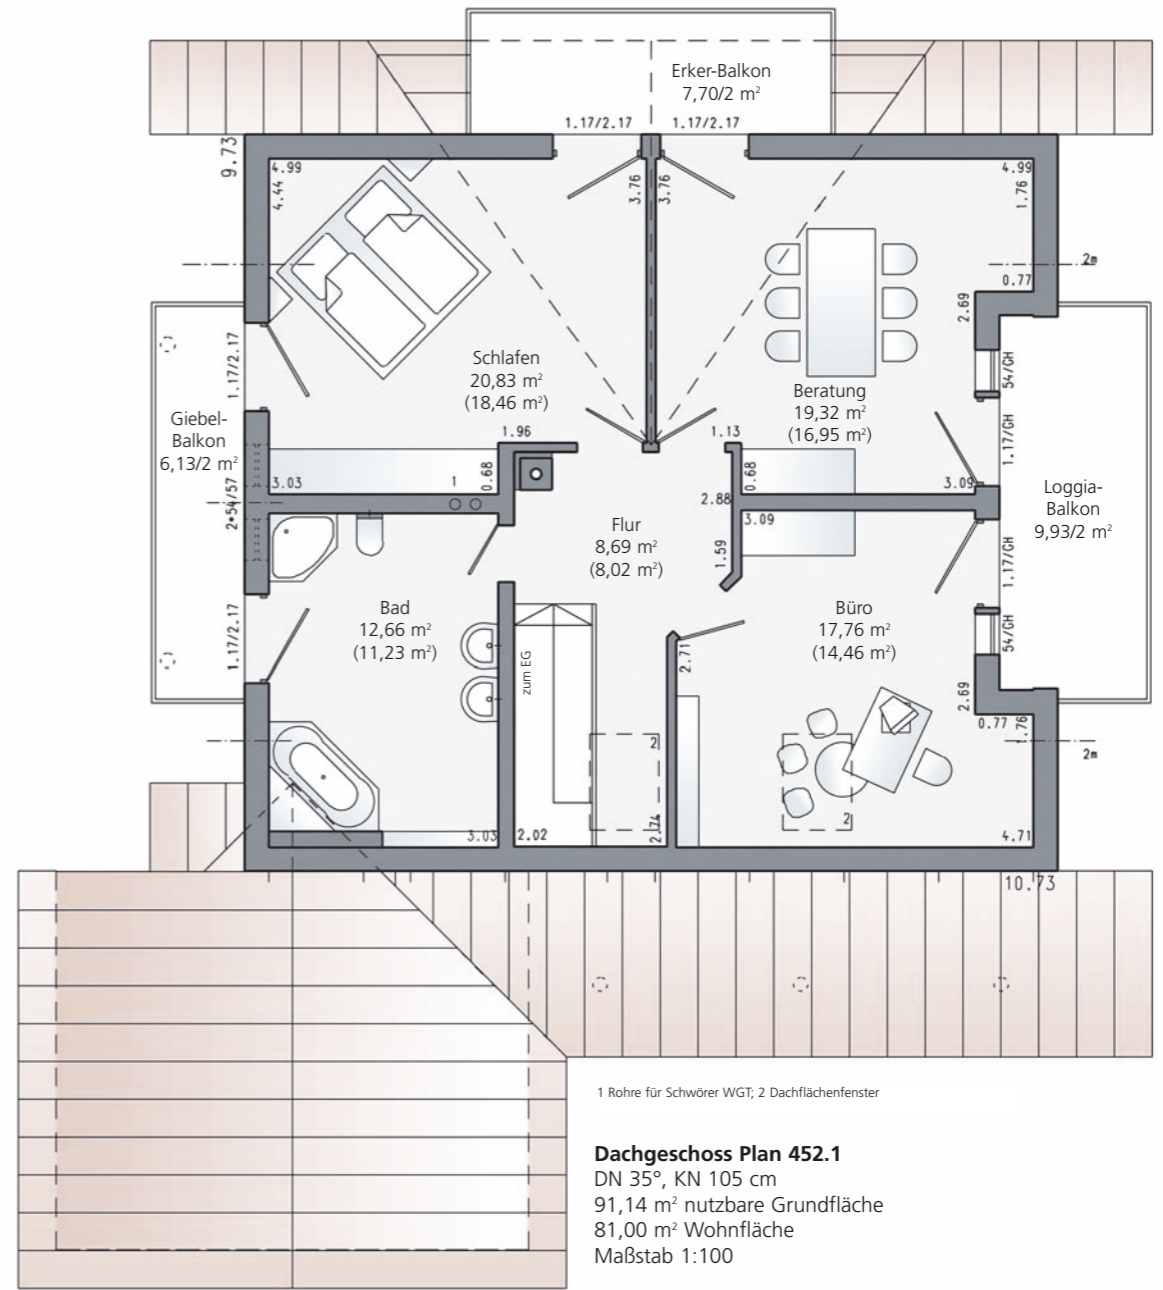 Erker-Balkon
7,70/2 m²
1.17/2.17
1.17/2.17
9.73
4.99
4.44
3.76
3.76
4.99
1.76
2m
0.77
2.69
1.17/2.17
Schlafen
20,83 m²
(18,46 m²)
Beratung
19,32 m²
(16,95 m²)
54/GH
1.17/GH
Giebel-
Balkon
6,13/2 m²
1.96
1.13
3.03
1
0.68
0.68
3.09
2.88
3.09
2*54/57
Loggia-
Balkon
9,93/2 m²
Flur
8,69 m²
(8,02 m²)
1.59
1.17/GH
Bad
12,66 m²
(11,23 m²)
Büro
17,76 m²
(14,46 m²)
1.17/2.17
54/GH
zum EG
2.71
2.69
0.77
1.76
2m
2
2
3.03
2.02
2.74
4.71
10.73
1 Rohre für Schwörer WGT; 2 Dachflächenfenster
Dachgeschoss Plan 452.1
DN 35°, KN 105 cm
91,14 m² nutzbare Grundfläche
81,00 m² Wohnfläche
Maßstab 1:100